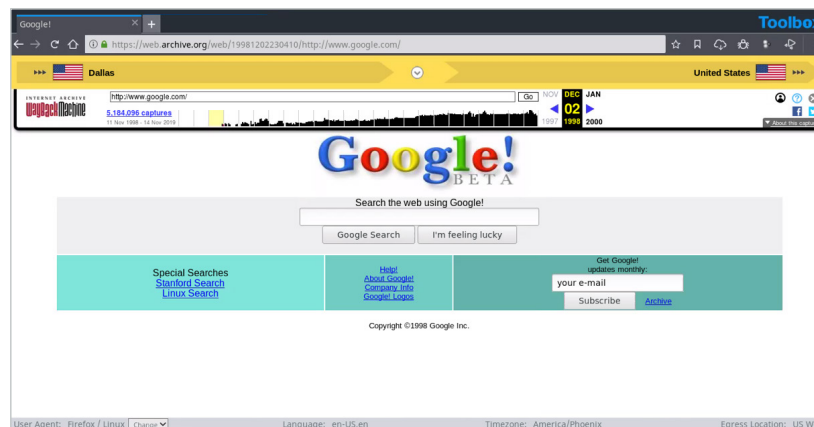 Google!
Toolbo
https://web.archive.org/web/19981202230410/http://www.google.com/
Dallas
United States
INTERNET ARCHIVE
WayBackMachine
http://www.google.com/
Go
NOV DEC JAN
5,184,096 captures
02
11 Nov 1998 - 14 Nov 2019
1997 1998 2000
About this captu
Google!
BETA
Search the web using Google!
Google Search
I'm feeling lucky
Special Searches
Stanford Search
Linux Search
Help!
About Google!
Company Info
Google! Logos
Get Google!
updates monthly:
your e-mail
Subscribe
Archive
Copyright ©1998 Google Inc.
User Agent: Firefox / Linux Change
Language: en-US,en
Timezone: America/Phoenix
Egress Location: US W